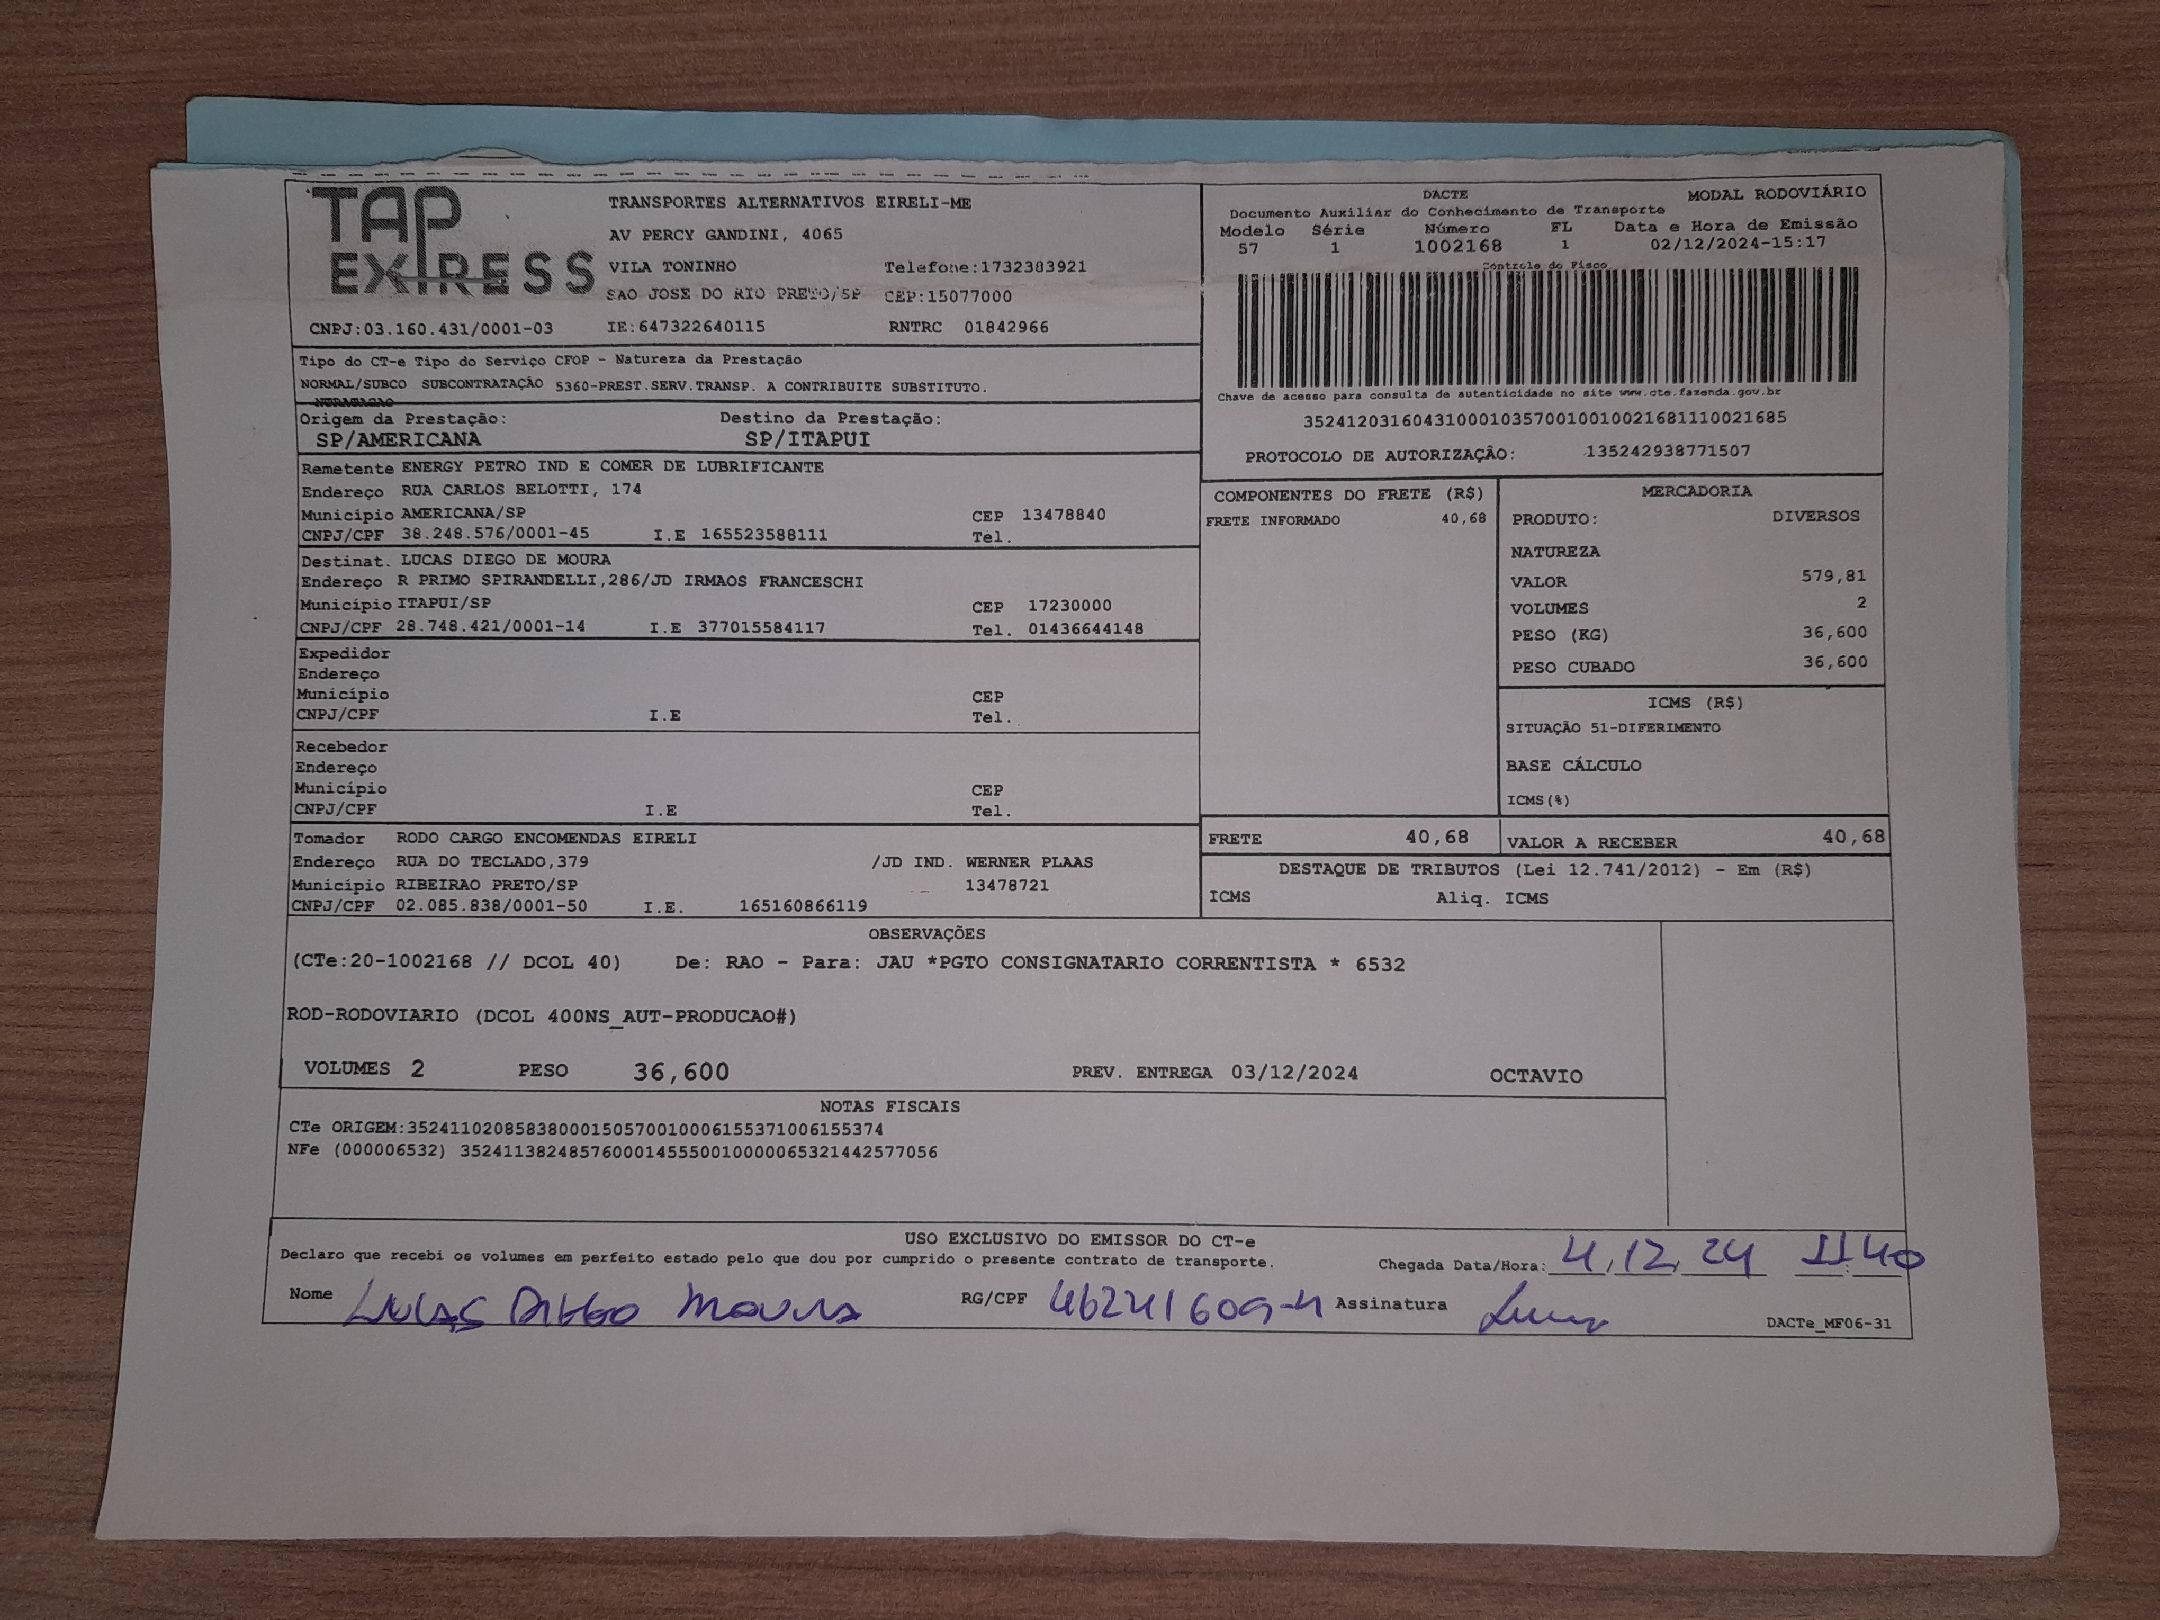 TAP EXPRESS
TRANSPORTES ALTERNATIVOS EIRELI-ME
AV PERCY GANDINI, 4065
VILA TONINHO Telefone:1732383921
SAO JOSE DO RIO PRETO/SP CEP:15077000
CNPJ:03.160.431/0001-03 IE:647322640115 RNTRC 01842966
DACTE MODAL RODOVIÁRIO
Documento Auxiliar do Conhecimento de Transporte
Modelo Série Número FL Data e Hora de Emissão
57 1 1002168 1 02/12/2024-15:17
Controle do Fisco
Chave de acesso para consulta de autenticidade no site www.cte.fazenda.gov.br
35241203160431000103570010010021681110021685
PROTOCOLO DE AUTORIZAÇÃO: 135242938771507
Tipo do CT-e Tipo do Serviço CFOP - Natureza da Prestação
NORMAL/SUBCO SUBCONTRATAÇÃO 5360-PREST.SERV.TRANSP. A CONTRIBUITE SUBSTITUTO.
NTRATAÇÃO
Origem da Prestação: Destino da Prestação:
SP/AMERICANA SP/ITAPUI
Remetente ENERGY PETRO IND E COMER DE LUBRIFICANTE
Endereço RUA CARLOS BELOTTI, 174
Município AMERICANA/SP CEP 13478840
CNPJ/CPF 38.248.576/0001-45 I.E 165523588111 Tel.
Destinat. LUCAS DIEGO DE MOURA
Endereço R PRIMO SPIRANDELLI,286/JD IRMAOS FRANCESCHI
Município ITAPUI/SP CEP 17230000
CNPJ/CPF 28.748.421/0001-14 I.E 377015584117 Tel. 01436644148
Expedidor
Endereço
Município CEP
CNPJ/CPF I.E Tel.
Recebedor
Endereço
Município CEP
CNPJ/CPF I.E Tel.
Tomador RODO CARGO ENCOMENDAS EIRELI
Endereço RUA DO TECLADO,379 /JD IND. WERNER PLAAS
Município RIBEIRAO PRETO/SP 13478721
CNPJ/CPF 02.085.838/0001-50 I.E. 165160866119
COMPONENTES DO FRETE (R$)
FRETE INFORMADO 40,68
MERCADORIA
PRODUTO: DIVERSOS
NATUREZA
VALOR 579,81
VOLUMES 2
PESO (KG) 36,600
PESO CUBADO 36,600
ICMS (R$)
SITUAÇÃO 51-DIFERIMENTO
BASE CÁLCULO
ICMS(%)
FRETE 40,68 VALOR A RECEBER 40,68
DESTAQUE DE TRIBUTOS (Lei 12.741/2012) - Em (R$)
ICMS Aliq. ICMS
OBSERVAÇÕES
(CTe:20-1002168 // DCOL 40) De: RAO - Para: JAU *PGTO CONSIGNATARIO CORRENTISTA * 6532
ROD-RODOVIARIO (DCOL 400NS_AUT-PRODUCAO#)
VOLUMES 2 PESO 36,600 PREV. ENTREGA 03/12/2024 OCTAVIO
NOTAS FISCAIS
CTe ORIGEM:35241102085838000150570010006155371006155374
NFe (000006532) 35241138248576000145550010000065321442577056
USO EXCLUSIVO DO EMISSOR DO CT-e
Declaro que recebi os volumes em perfeito estado pelo que dou por cumprido o presente contrato de transporte. Chegada Data/Hora: 4/12/24 11:40
Nome Lucas Diego Moura RG/CPF 46241609-4 Assinatura
DACTe_MF06-31